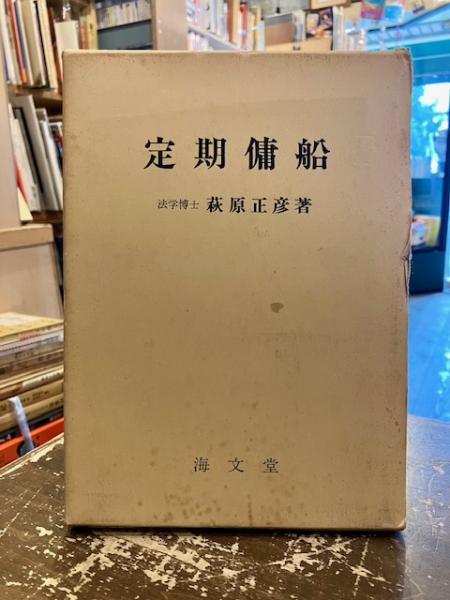 定期傭船
法学博士 萩原正彦著
海文堂